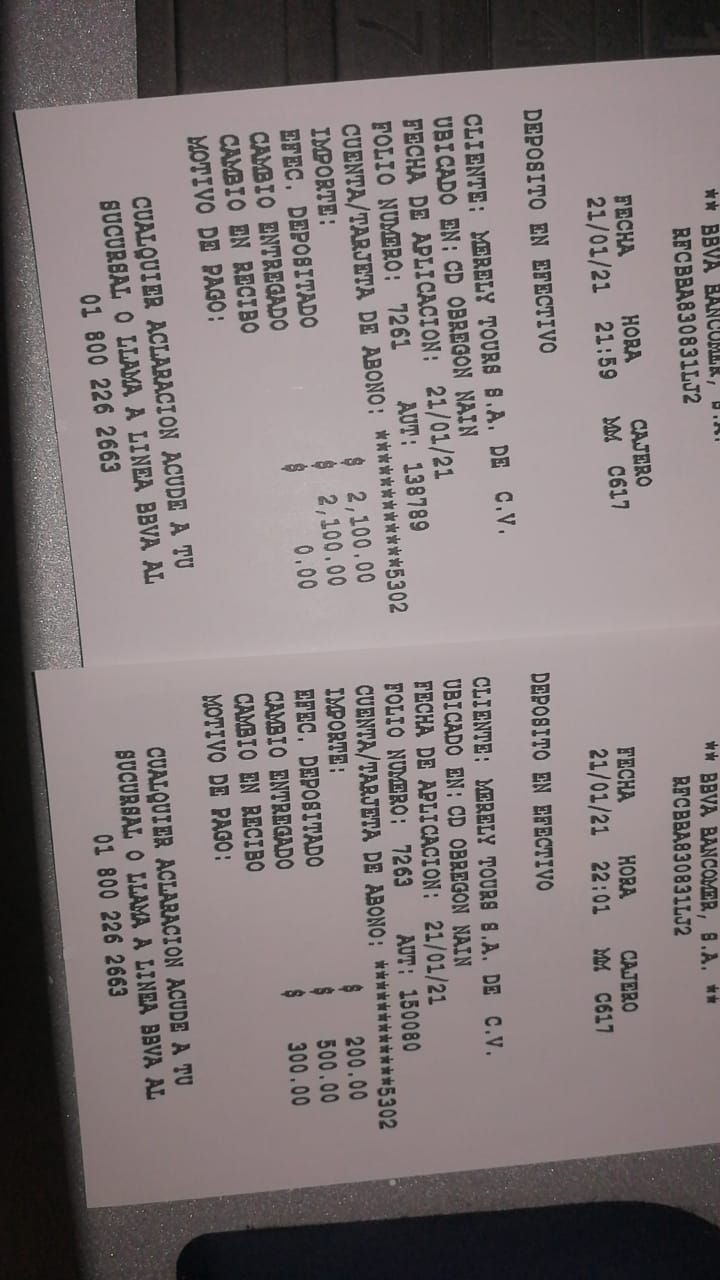 ** BBVA BANCOMER, S.A.
RFCBBA830831LJ2
FECHA HORA CAJERO
21/01/21 21:59 MM C617
DEPOSITO EN EFECTIVO
CLIENTE: MERELY TOURS S.A. DE C.V.
UBICADO EN: CD OBREGON NAIN
FECHA DE APLICACION: 21/01/21
FOLIO NUMERO: 7261 AUT: 138789
CUENTA/TARJETA DE ABONO: ************5302
IMPORTE: $ 2,100.00
EFEC. DEPOSITADO $ 2,100.00
CAMBIO ENTREGADO $ 0.00
CAMBIO EN RECIBO
MOTIVO DE PAGO:
CUALQUIER ACLARACION ACUDE A TU
SUCURSAL O LLAMA A LINEA BBVA AL
01 800 226 2663
** BBVA BANCOMER, S.A. **
RFCBBA830831LJ2
FECHA HORA CAJERO
21/01/21 22:01 MM C617
DEPOSITO EN EFECTIVO
CLIENTE: MERELY TOURS S.A. DE C.V.
UBICADO EN: CD OBREGON NAIN
FECHA DE APLICACION: 21/01/21
FOLIO NUMERO: 7263 AUT: 150080
CUENTA/TARJETA DE ABONO: ************5302
IMPORTE: $ 200.00
EFEC. DEPOSITADO $ 500.00
CAMBIO ENTREGADO $ 300.00
CAMBIO EN RECIBO
MOTIVO DE PAGO:
CUALQUIER ACLARACION ACUDE A TU
SUCURSAL O LLAMA A LINEA BBVA AL
01 800 226 2663